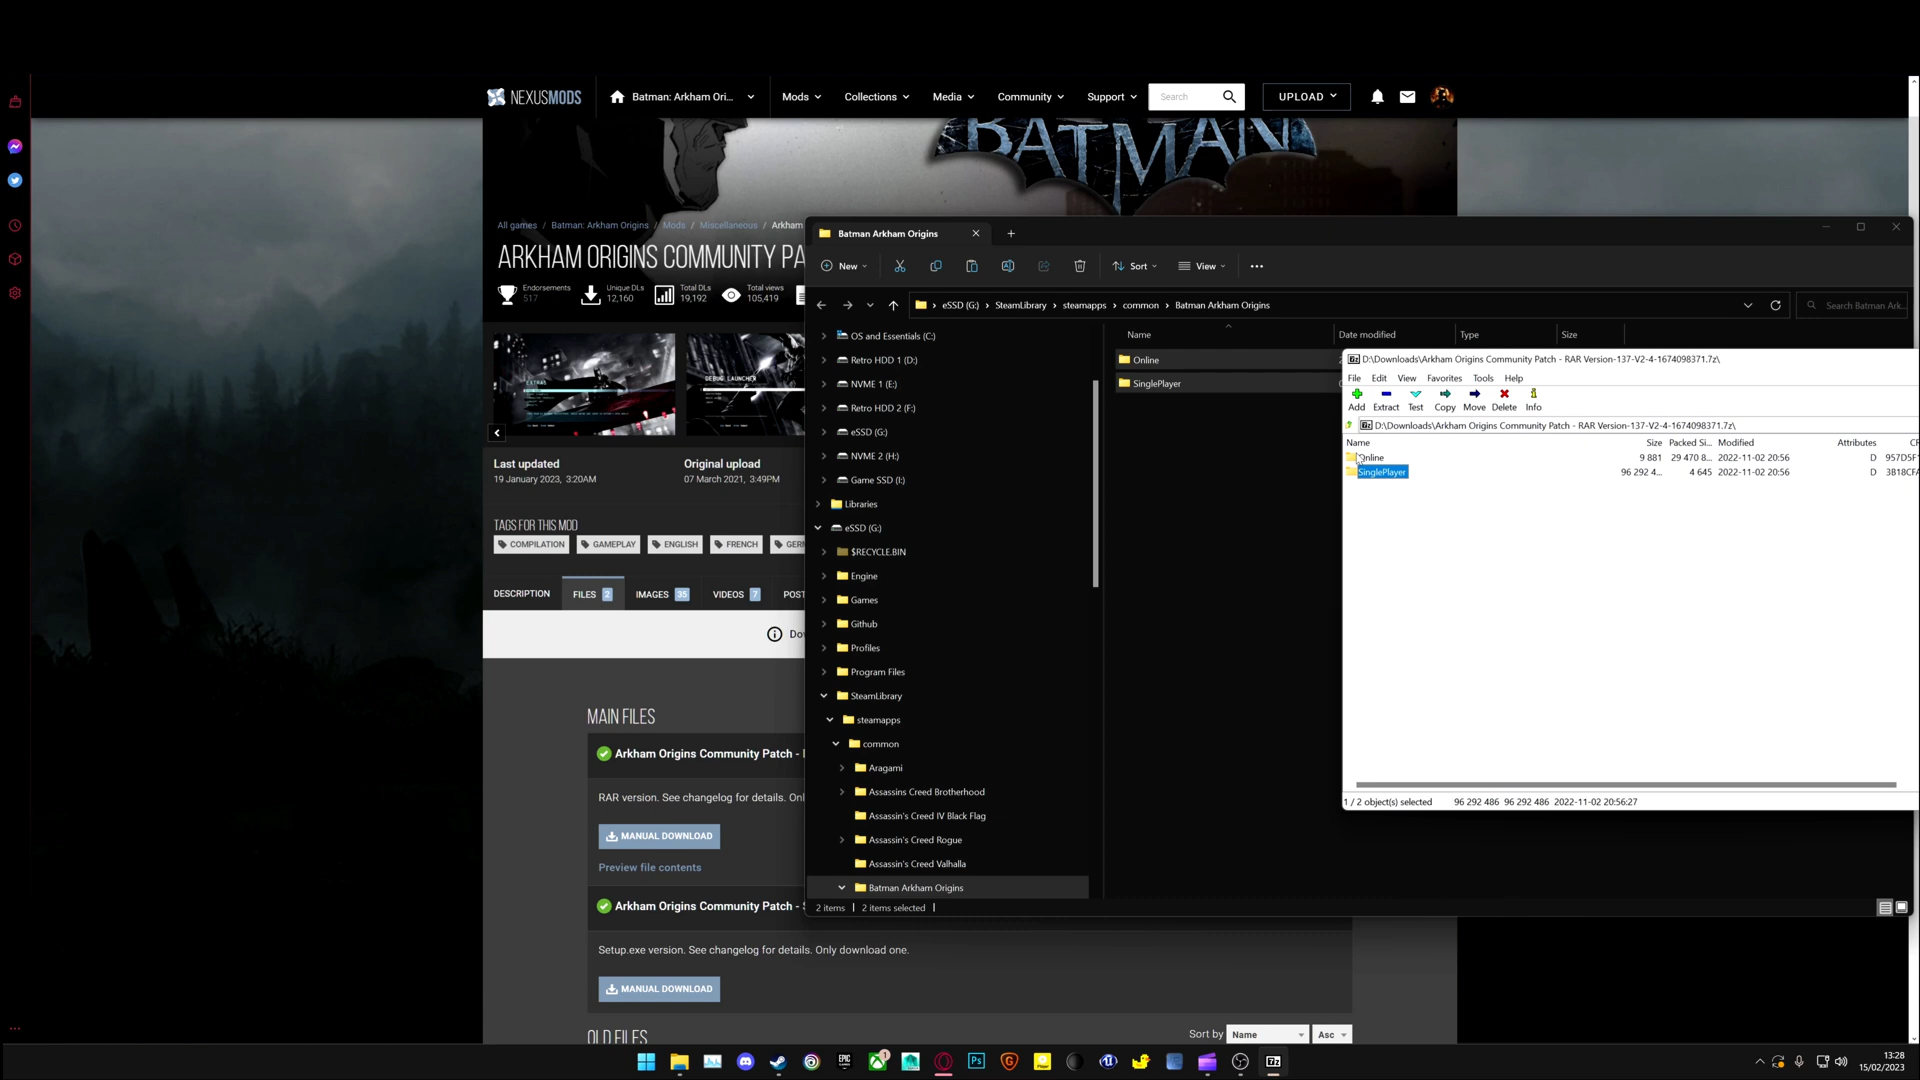 NEXUSMODS
Batman: Arkham Ori...
Mods
Collections
Media
Community
Support
Search
UPLOAD
BATMAN
All games / Batman: Arkham Origins / Mods / Miscellaneous / Arkham
ARKHAM ORIGINS COMMUNITY PA
Endorsements
517
Unique DLs
12,160
Total DLs
19,192
Total views
105,419
EXTRAS
DEBUG LAUNCHER
Last updated
19 January 2023, 3:20AM
Original upload
07 March 2021, 3:49PM
TAGS FOR THIS MOD
COMPILATION
GAMEPLAY
ENGLISH
FRENCH
GER
DESCRIPTION
FILES 2
IMAGES 35
VIDEOS 7
POST
Do
MAIN FILES
Arkham Origins Community Patch -
RAR version. See changelog for details. Onl
MANUAL DOWNLOAD
Preview file contents
Arkham Origins Community Patch -
Setup.exe version. See changelog for details. Only download one.
MANUAL DOWNLOAD
OLD FILES
Sort by
Name
Asc
Batman Arkham Origins
New
Sort
View
eSSD (G:) > SteamLibrary > steamapps > common > Batman Arkham Origins
Search Batman Ark...
OS and Essentials (C:)
Retro HDD 1 (D:)
NVME 1 (E:)
Retro HDD 2 (F:)
eSSD (G:)
NVME 2 (H:)
Game SSD (I:)
Libraries
eSSD (G:)
$RECYCLE.BIN
Engine
Games
Github
Profiles
Program Files
SteamLibrary
steamapps
common
Aragami
Assassins Creed Brotherhood
Assassin's Creed IV Black Flag
Assassin's Creed Rogue
Assassin's Creed Valhalla
Batman Arkham Origins
Name
Date modified
Type
Size
Online
SinglePlayer
2 items
2 items selected
D:\Downloads\Arkham Origins Community Patch - RAR Version-137-V2-4-1674098371.7z\
File Edit View Favorites Tools Help
Add Extract Test Copy Move Delete Info
D:\Downloads\Arkham Origins Community Patch - RAR Version-137-V2-4-1674098371.7z\
Name Size Packed Si... Modified Attributes CF
Online 9 881 29 470 8... 2022-11-02 20:56 D 957D5F
SinglePlayer 96 292 4... 4 645 2022-11-02 20:56 D 3B18CFA
1 / 2 object(s) selected 96 292 486 96 292 486 2022-11-02 20:56:27
13:28
15/02/2023